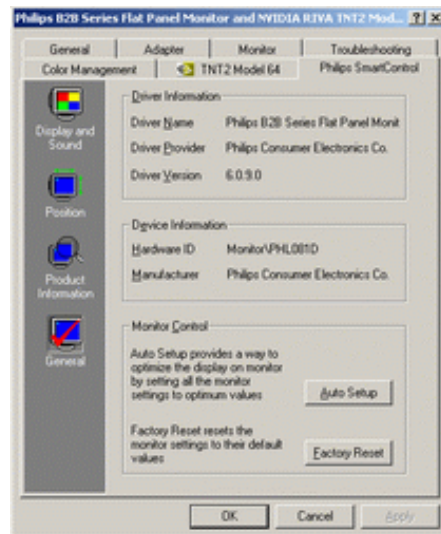 Philips B2B Series Flat Panel Monitor and NVIDIA RIVA TNT2 Mod...
General Adapter Monitor Troubleshooting
Color Management TNT2 Model 64 Philips SmartControl
Display and
Sound
Position
Product
Information
General
Driver Information
Driver Name Philips B2B Series Flat Panel Monit
Driver Provider Philips Consumer Electronics Co.
Driver Version 6.0.9.0
Device Information
Hardware ID Monitor\PHL081D
Manufacturer Philips Consumer Electronics Co.
Monitor Control
Auto Setup provides a way to
optimize the display on monitor
by setting all the monitor
settings to optimum values
Auto Setup
Factory Reset resets the
monitor settings to their default
values
Factory Reset
OK Cancel Apply